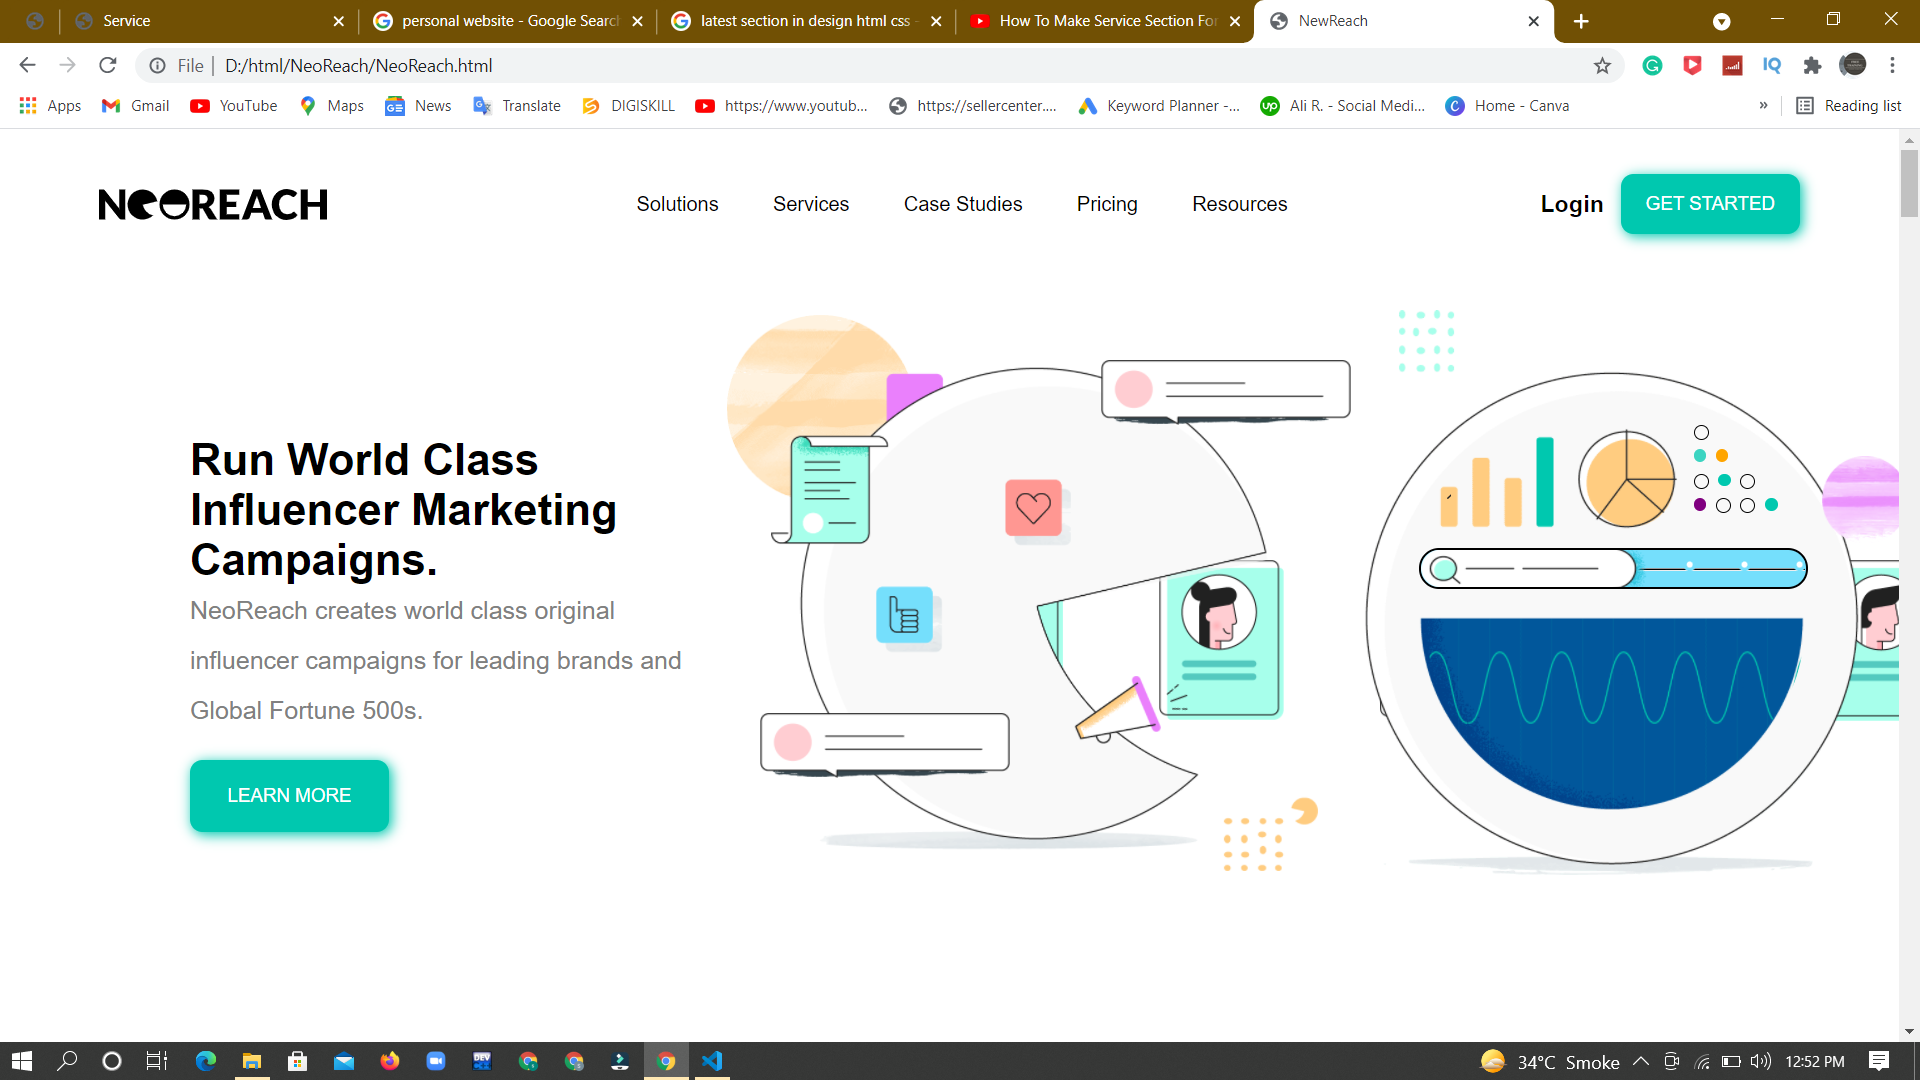 Service
personal website - Google Search
latest section in design html css -
How To Make Service Section For
NewReach
File
D:/html/NeoReach/NeoReach.html
Apps
Gmail
YouTube
Maps
News
Translate
DIGISKILL
https://www.youtub...
https://sellercenter....
Keyword Planner -...
Ali R. - Social Medi...
Home - Canva
»
Reading list
NEOREACH
Solutions
Services
Case Studies
Pricing
Resources
Login
GET STARTED
Run World Class
Influencer Marketing
Campaigns.
NeoReach creates world class original
influencer campaigns for leading brands and
Global Fortune 500s.
LEARN MORE
34°C Smoke
12:52 PM